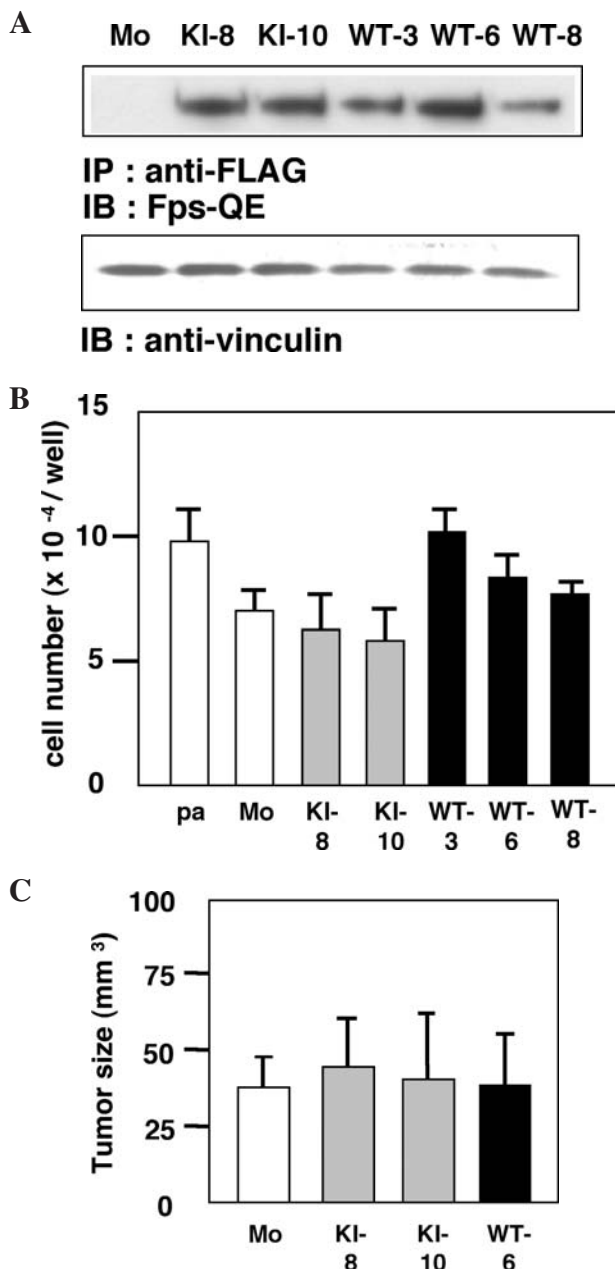 A
Mo KI-8 KI-10 WT-3 WT-6 WT-8
IP : anti-FLAG
IB : Fps-QE
IB : anti-vinculin
B
cell number (x 10 -4 / well)
15
10
5
0
pa Mo KI-8 KI-10 WT-3 WT-6 WT-8
C
Tumor size (mm 3)
100
75
50
25
0
Mo KI-8 KI-10 WT-6